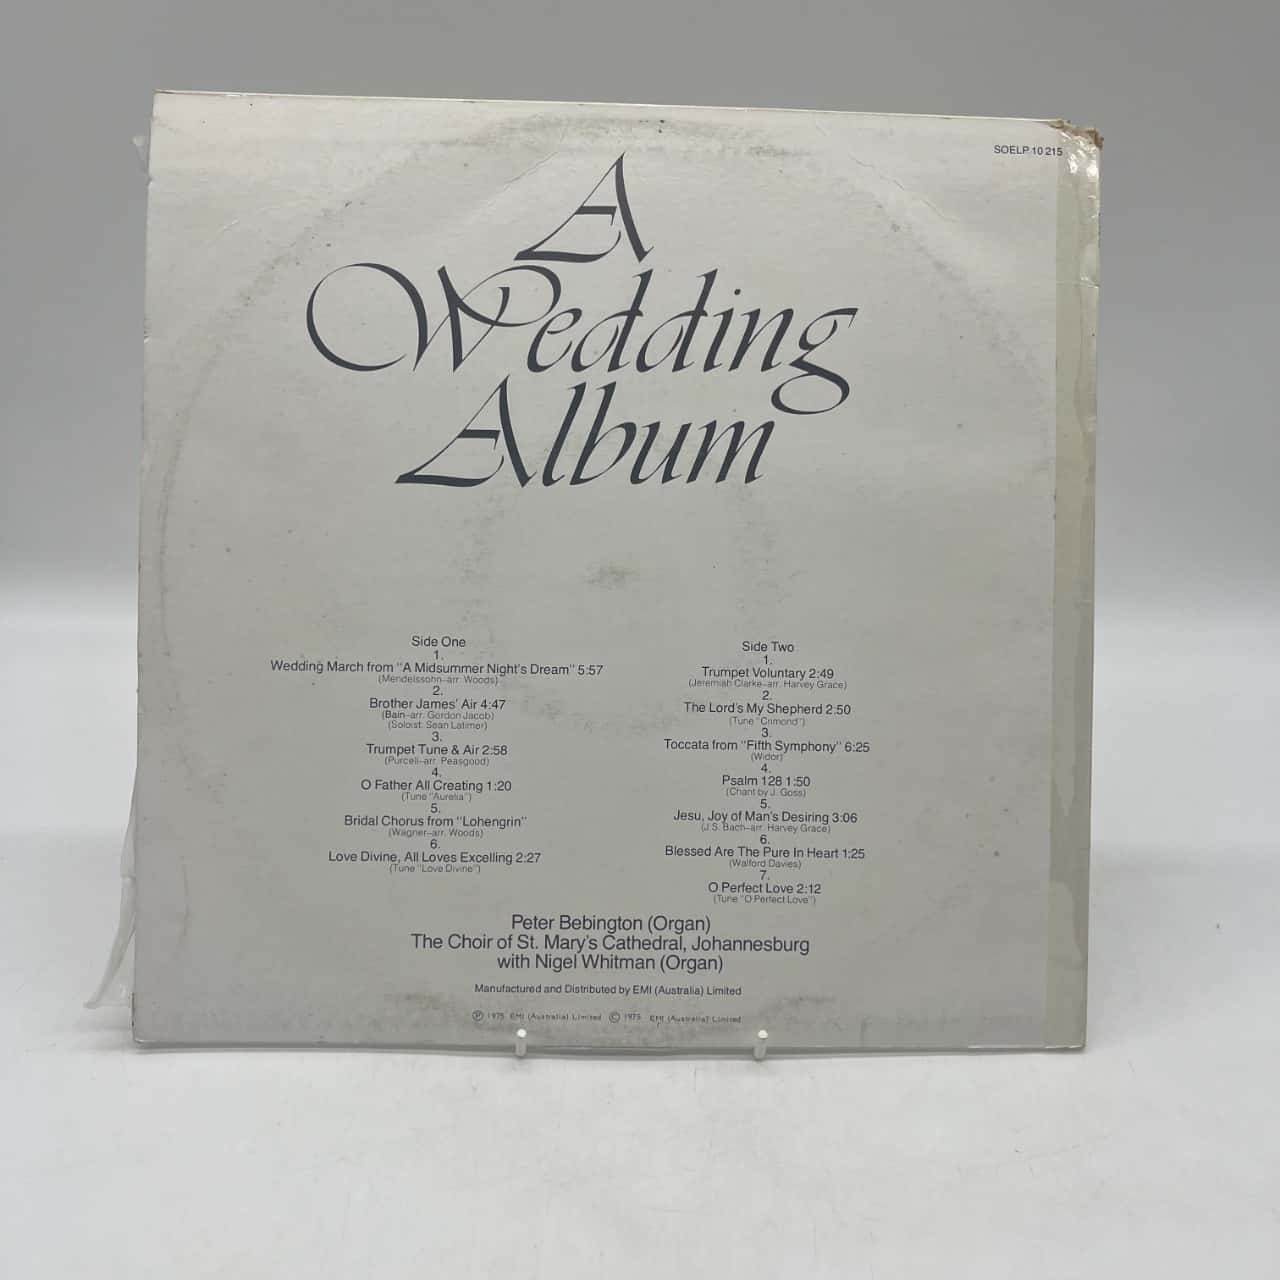 SOELP 10 215
A
Wedding
Album
Side One
1.
Wedding March from "A Midsummer Night's Dream" 5:57
(Mendelssohn–arr. Woods)
2.
Brother James' Air 4:47
(Bain–arr. Gordon Jacob)
(Soloist: Sean Latimer)
3.
Trumpet Tune & Air 2:58
(Purcell–arr. Peasgood)
4.
O Father All Creating 1:20
(Tune "Aurelia")
5.
Bridal Chorus from "Lohengrin"
(Wagner–arr. Woods)
6.
Love Divine, All Loves Excelling 2:27
(Tune "Love Divine")
Side Two
1.
Trumpet Voluntary 2:49
(Jeremiah Clarke–arr. Harvey Grace)
2.
The Lord's My Shepherd 2:50
(Tune "Crimond")
3.
Toccata from "Fifth Symphony" 6:25
(Widor)
4.
Psalm 128 1:50
(Chant by J. Goss)
5.
Jesu, Joy of Man's Desiring 3:06
(J.S. Bach–arr. Harvey Grace)
6.
Blessed Are The Pure In Heart 1:25
(Walford Davies)
7.
O Perfect Love 2:12
(Tune "O Perfect Love")
Peter Bebington (Organ)
The Choir of St. Mary's Cathedral, Johannesburg
with Nigel Whitman (Organ)
Manufactured and Distributed by EMI (Australia) Limited
℗ 1975 EMI (Australia) Limited © 1975 EMI (Australia) Limited